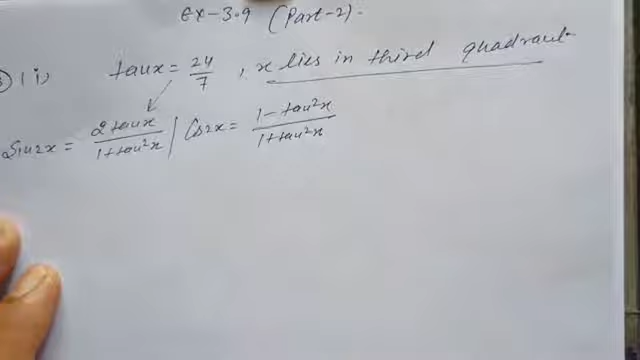 Ex-3.9 (Part-2).
3) (i) tanx = 24/7, x lies in third quadrant
Sin2x = 2tanx/1+tan²x | Cos2x = 1-tan²x/1+tan²x